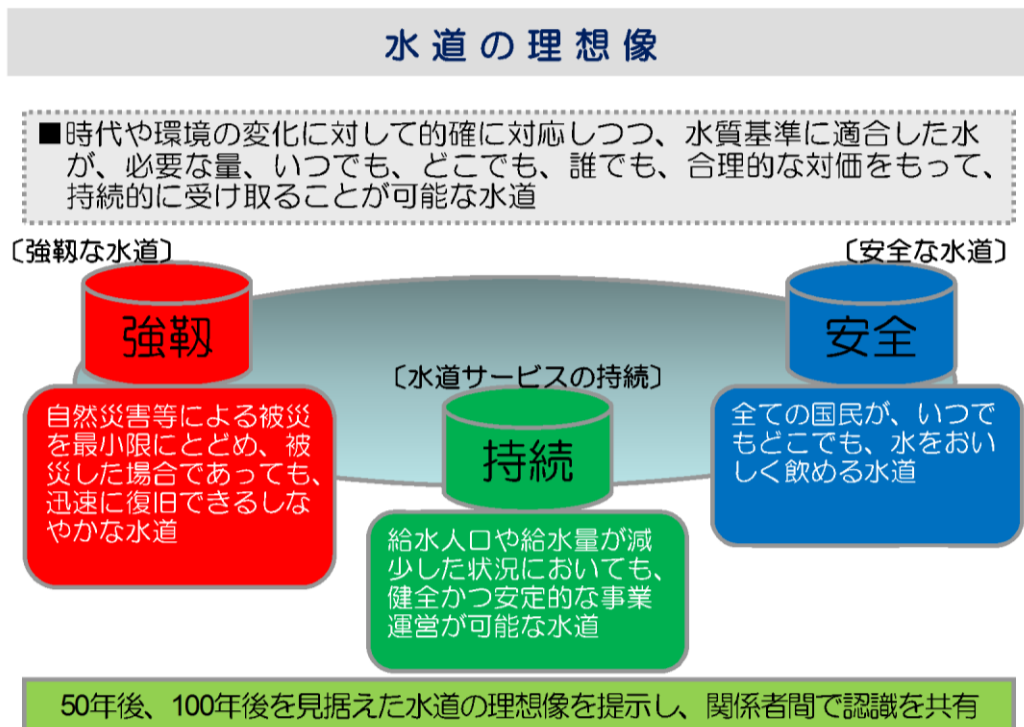 水道の理想像
■時代や環境の変化に対して的確に対応しつつ、水質基準に適合した水
が、必要な量、いつでも、どこでも、誰でも、合理的な対価をもって、
持続的に受け取ることが可能な水道
〔強靱な水道〕
〔安全な水道〕
強靱
安全
〔水道サービスの持続〕
持続
自然災害等による被災
を最小限にとどめ、被
災した場合であっても、
迅速に復旧できるしな
やかな水道
全ての国民が、いつで
もどこでも、水をおい
しく飲める水道
給水人口や給水量が減
少した状況においても、
健全かつ安定的な事業
運営が可能な水道
50年後、100年後を見据えた水道の理想像を提示し、関係者間で認識を共有